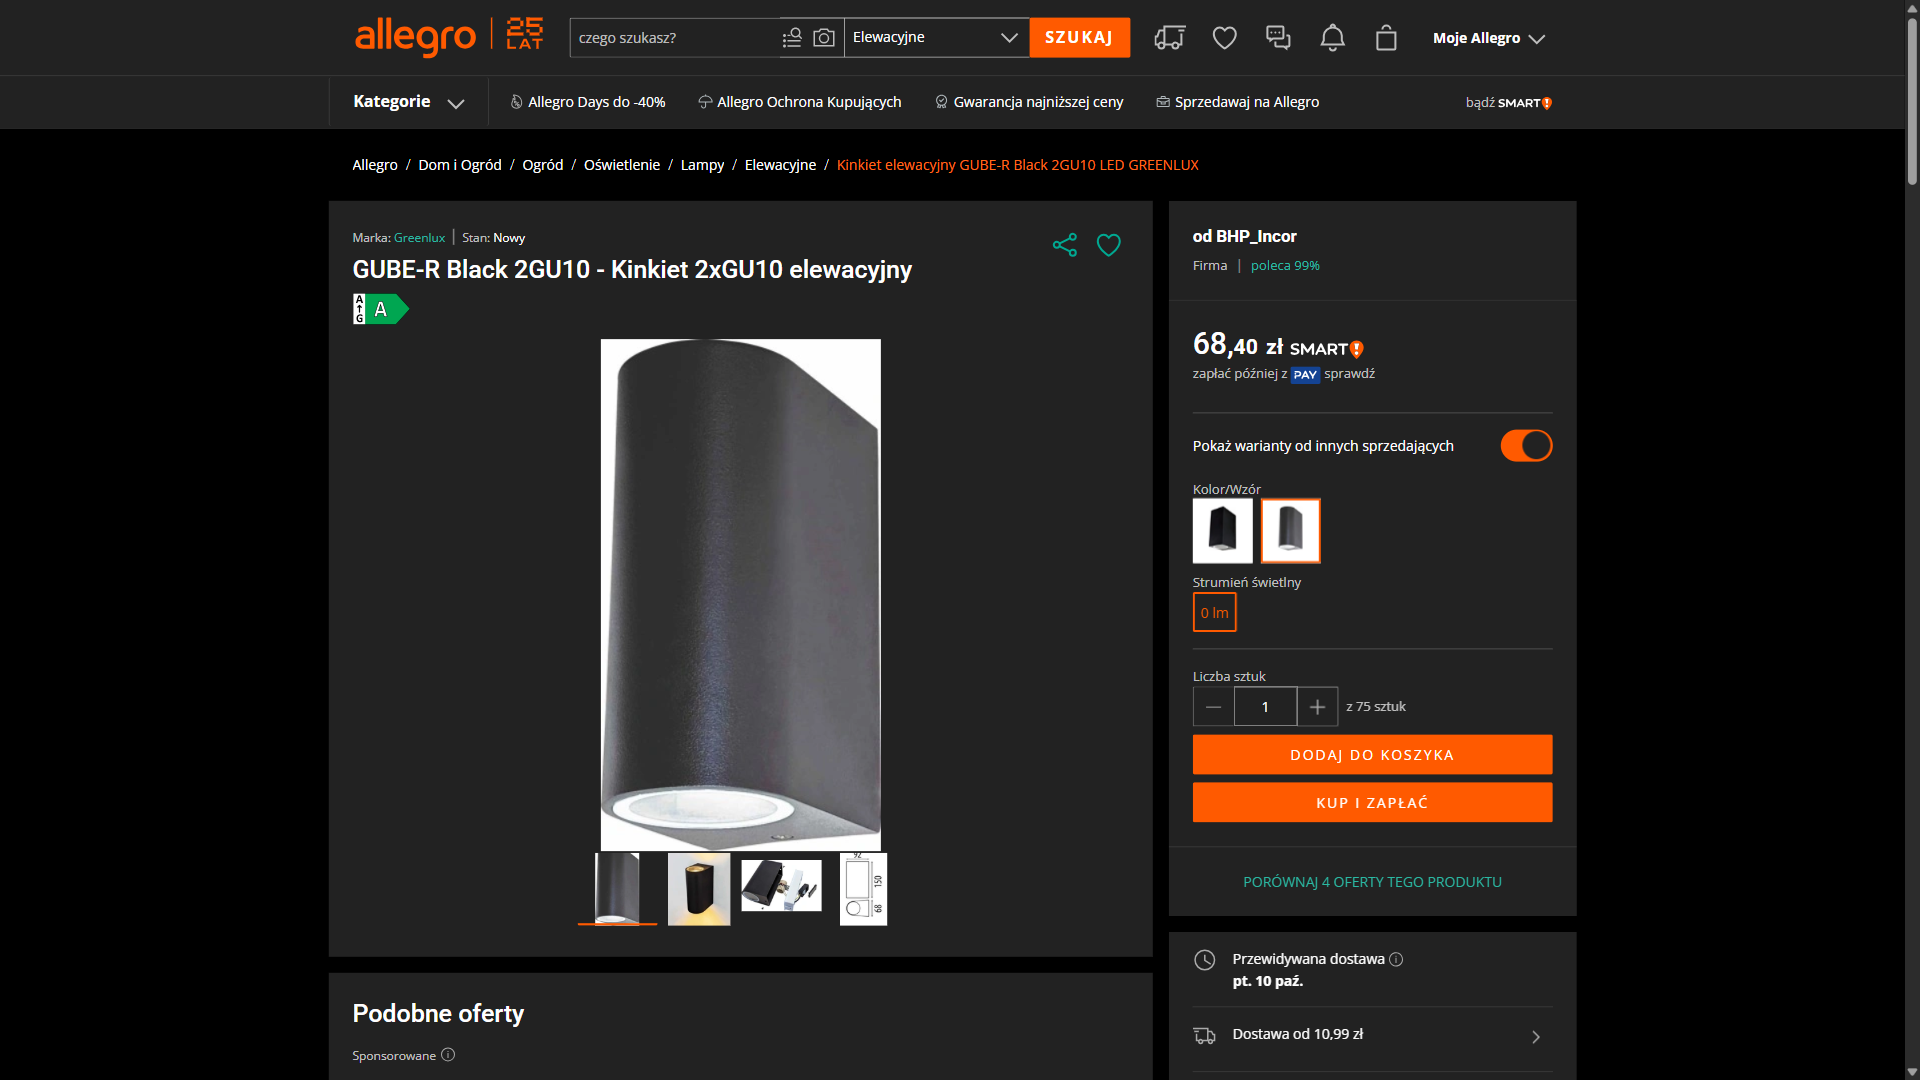 allegro
25 LAT
czego szukasz?
Elewacyjne
SZUKAJ
Moje Allegro
Kategorie
Allegro Days do -40%
Allegro Ochrona Kupujących
Gwarancja najniższej ceny
Sprzedawaj na Allegro
bądź SMART!
Allegro / Dom i Ogród / Ogród / Oświetlenie / Lampy / Elewacyjne / Kinkiet elewacyjny GUBE-R Black 2GU10 LED GREENLUX
Marka: Greenlux | Stan: Nowy
GUBE-R Black 2GU10 - Kinkiet 2xGU10 elewacyjny
A
G
A
92
150
68
Podobne oferty
Sponsorowane
od BHP_Incor
Firma | poleca 99%
68,40 zł SMART!
zapłać później z PAY sprawdź
Pokaż warianty od innych sprzedających
Kolor/Wzór
Strumień świetlny
0 lm
Liczba sztuk
1
z 75 sztuk
DODAJ DO KOSZYKA
KUP I ZAPŁAĆ
PORÓWNAJ 4 OFERTY TEGO PRODUKTU
Przewidywana dostawa
pt. 10 paź.
Dostawa od 10,99 zł